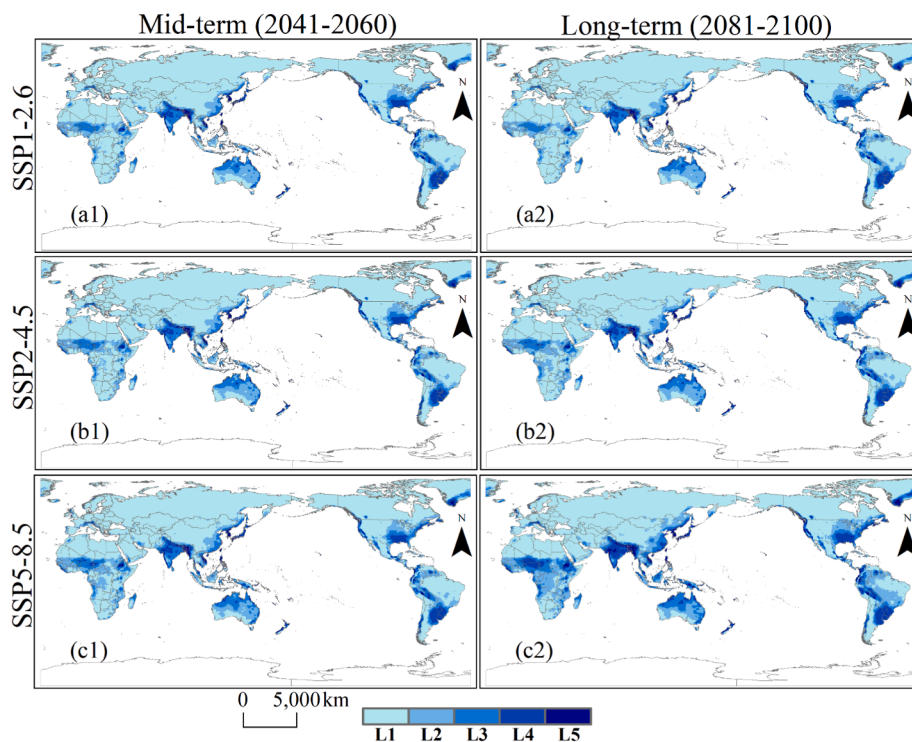 Mid-term (2041-2060)
Long-term (2081-2100)
SSP1-2.6
N
(a1)
N
(a2)
SSP2-4.5
N
(b1)
N
(b2)
SSP5-8.5
N
(c1)
N
(c2)
0 5,000 km
L1 L2 L3 L4 L5